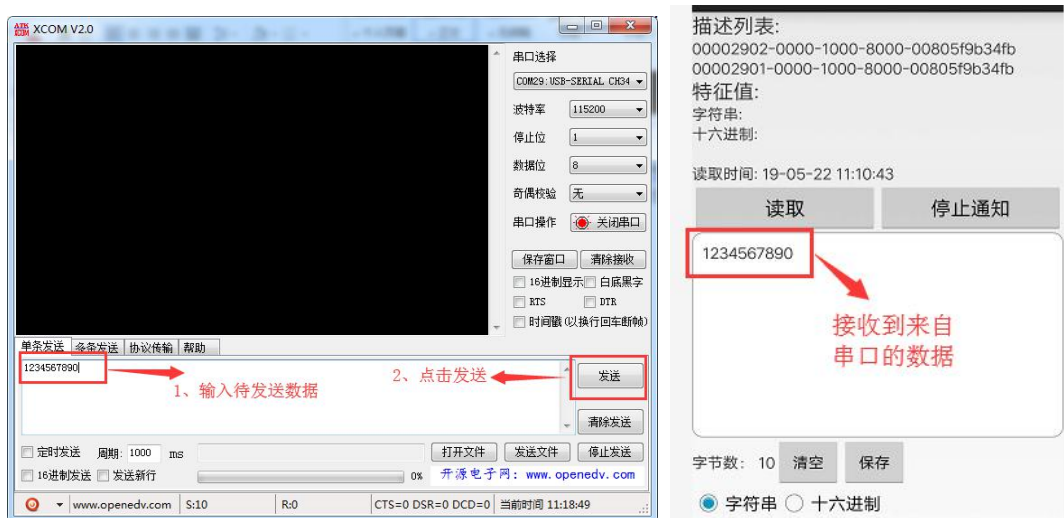 XCOM V2.0
串口选择
COM29:USB-SERIAL CH34
波特率 115200
停止位 1
数据位 8
奇偶校验 无
串口操作 关闭串口
保存窗口 清除接收
16进制显示 白底黑字
RTS DTR
时间戳(以换行回车断帧)
单条发送 多条发送 协议传输 帮助
1234567890
1、输入待发送数据
2、点击发送
发送
清除发送
定时发送 周期: 1000 ms 打开文件 发送文件 停止发送
16进制发送 发送新行 0% 开源电子网: www.openedv.com
www.openedv.com S:10 R:0 CTS=0 DSR=0 DCD=0 当前时间 11:18:49
描述列表:
00002902-0000-1000-8000-00805f9b34fb
00002901-0000-1000-8000-00805f9b34fb
特征值:
字符串:
十六进制:
读取时间: 19-05-22 11:10:43
读取 停止通知
1234567890
接收到来自
串口的数据
字节数: 10 清空 保存
字符串 十六进制